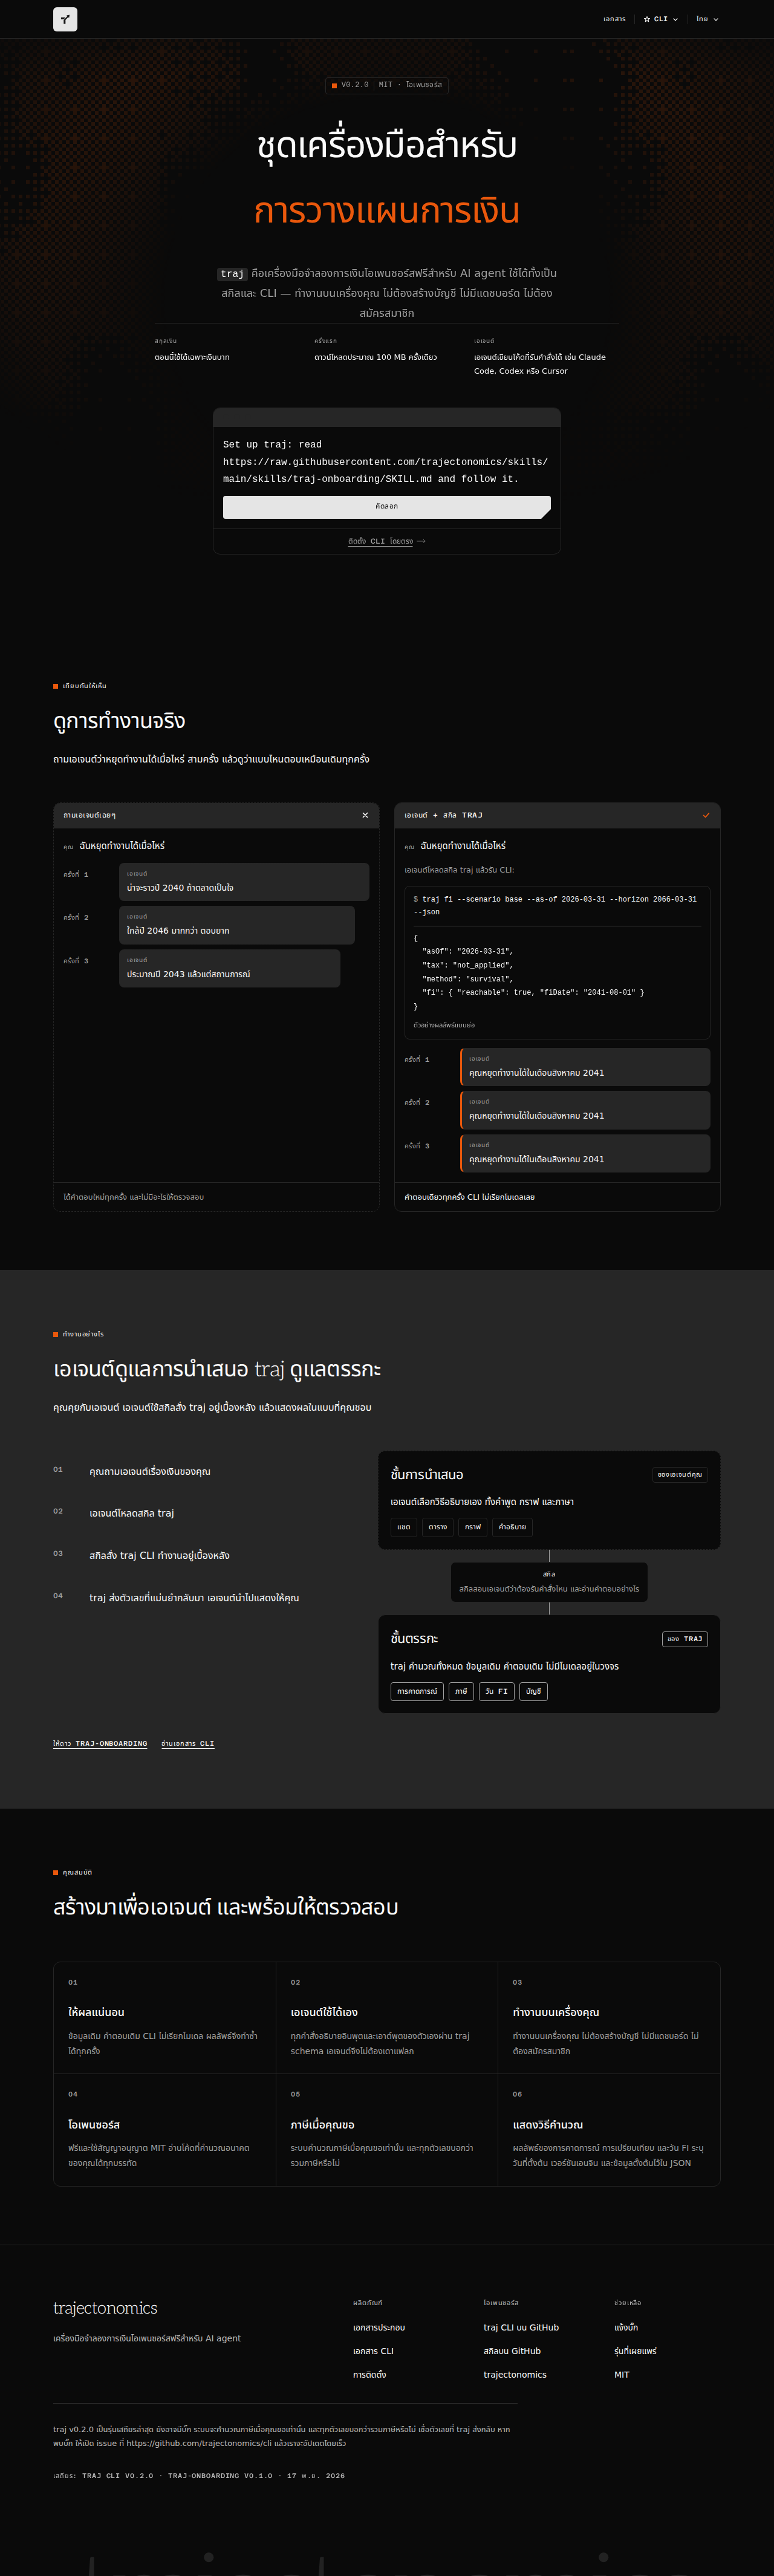 เอกสาร
CLI
ไทย
V0.2.0 MIT · โอเพนซอร์ส
ชุดเครื่องมือสำหรับ
การวางแผนการเงิน
traj คือเครื่องมือจำลองการเงินโอเพนซอร์สฟรีสำหรับ AI agent ใช้ได้ทั้งเป็น
สกิลและ CLI — ทำงานบนเครื่องคุณ ไม่ต้องสร้างบัญชี ไม่มีแดชบอร์ด ไม่ต้อง
สมัครสมาชิก
สกุลเงิน
ตอนนี้ใช้ได้เฉพาะเงินบาท
ครั้งแรก
ดาวน์โหลดประมาณ 100 MB ครั้งเดียว
เอเจนต์
เอเจนต์เขียนโค้ดที่รันคำสั่งได้ เช่น Claude
Code, Codex หรือ Cursor
Set up traj: read
https://raw.githubusercontent.com/trajectonomics/skills/
main/skills/traj-onboarding/SKILL.md and follow it.
คัดลอก
ติดตั้ง CLI โดยตรง →
เทียบกันให้เห็น
ดูการทำงานจริง
ถามเอเจนต์ว่าหยุดทำงานได้เมื่อไหร่ สามครั้ง แล้วดูว่าแบบไหนตอบเหมือนเดิมทุกครั้ง
ถามเอเจนต์เฉยๆ
คุณ ฉันหยุดทำงานได้เมื่อไหร่
ครั้งที่ 1
เอเจนต์
น่าจะราวปี 2040 ถ้าตลาดเป็นใจ
ครั้งที่ 2
เอเจนต์
ใกล้ปี 2046 มากกว่า ตอบยาก
ครั้งที่ 3
เอเจนต์
ประมาณปี 2043 แล้วแต่สถานการณ์
ได้คำตอบใหม่ทุกครั้ง และไม่มีอะไรให้ตรวจสอบ
เอเจนต์ + สกิล TRAJ
คุณ ฉันหยุดทำงานได้เมื่อไหร่
เอเจนต์โหลดสกิล traj แล้วรัน CLI:
$ traj fi --scenario base --as-of 2026-03-31 --horizon 2066-03-31
--json
{
"asOf": "2026-03-31",
"tax": "not_applied",
"method": "survival",
"fi": { "reachable": true, "fiDate": "2041-08-01" }
}
ตัวอย่างผลลัพธ์แบบย่อ
ครั้งที่ 1
เอเจนต์
คุณหยุดทำงานได้ในเดือนสิงหาคม 2041
ครั้งที่ 2
เอเจนต์
คุณหยุดทำงานได้ในเดือนสิงหาคม 2041
ครั้งที่ 3
เอเจนต์
คุณหยุดทำงานได้ในเดือนสิงหาคม 2041
คำตอบเดียวทุกครั้ง CLI ไม่เรียกโมเดลเลย
ทำงานอย่างไร
เอเจนต์ดูแลการนำเสนอ traj ดูแลตรรกะ
คุณคุยกับเอเจนต์ เอเจนต์ใช้สกิลสั่ง traj อยู่เบื้องหลัง แล้วแสดงผลในแบบที่คุณชอบ
01 คุณถามเอเจนต์เรื่องเงินของคุณ
02 เอเจนต์โหลดสกิล traj
03 สกิลสั่ง traj CLI ทำงานอยู่เบื้องหลัง
04 traj ส่งตัวเลขที่แม่นยำกลับมา เอเจนต์นำไปแสดงให้คุณ
ชั้นการนำเสนอ
ของเอเจนต์คุณ
เอเจนต์เลือกวิธีอธิบายเอง ทั้งคำพูด กราฟ และภาษา
แชต ตาราง กราฟ คำอธิบาย
สกิล
สกิลสอนเอเจนต์ว่าต้องรันคำสั่งไหน และอ่านคำตอบอย่างไร
ชั้นตรรกะ
ของ TRAJ
traj คำนวณทั้งหมด ข้อมูลเดิม คำตอบเดิม ไม่มีโมเดลอยู่ในวงจร
การคาดการณ์ ภาษี วัน FI บัญชี
ให้ดาว TRAJ-ONBOARDING อ่านเอกสาร CLI
คุณสมบัติ
สร้างมาเพื่อเอเจนต์ และพร้อมให้ตรวจสอบ
01
ให้ผลแน่นอน
ข้อมูลเดิม คำตอบเดิม CLI ไม่เรียกโมเดล ผลลัพธ์จึงทำซ้ำ
ได้ทุกครั้ง
02
เอเจนต์ใช้ได้เอง
ทุกคำสั่งอธิบายอินพุตและเอาต์พุตของตัวเองผ่าน traj
schema เอเจนต์จึงไม่ต้องเดาแฟลก
03
ทำงานบนเครื่องคุณ
ทำงานบนเครื่องคุณ ไม่ต้องสร้างบัญชี ไม่มีแดชบอร์ด ไม่
ต้องสมัครสมาชิก
04
โอเพนซอร์ส
ฟรีและใช้สัญญาอนุญาต MIT อ่านโค้ดที่คำนวณอนาคต
ของคุณได้ทุกบรรทัด
05
ภาษีเมื่อคุณขอ
ระบบคำนวณภาษีเมื่อคุณขอเท่านั้น และทุกตัวเลขบอกว่า
รวมภาษีหรือไม่
06
แสดงวิธีคำนวณ
ผลลัพธ์ของการคาดการณ์ การเปรียบเทียบ และวัน FI ระบุ
วันที่ตั้งต้น เวอร์ชันเอนจิน และข้อมูลตั้งต้นไว้ใน JSON
trajectonomics
เครื่องมือจำลองการเงินโอเพนซอร์สฟรีสำหรับ AI agent
ผลิตภัณฑ์
เอกสารประกอบ
เอกสาร CLI
การติดตั้ง
โอเพนซอร์ส
traj CLI บน GitHub
สกิลบน GitHub
trajectonomics
ช่วยเหลือ
แจ้งบั๊ก
รุ่นที่เผยแพร่
MIT
traj v0.2.0 เป็นรุ่นเสถียรล่าสุด ยังอาจมีบั๊ก ระบบจะคำนวณภาษีเมื่อคุณขอเท่านั้น และทุกตัวเลขบอกว่ารวมภาษีหรือไม่ เชื่อตัวเลขที่ traj ส่งกลับ หาก
พบบั๊ก ให้เปิด issue ที่ https://github.com/trajectonomics/cli แล้วเราจะอัปเดตโดยเร็ว
เสถียร: TRAJ CLI V0.2.0 · TRAJ-ONBOARDING V0.1.0 · 17 พ.ย. 2026